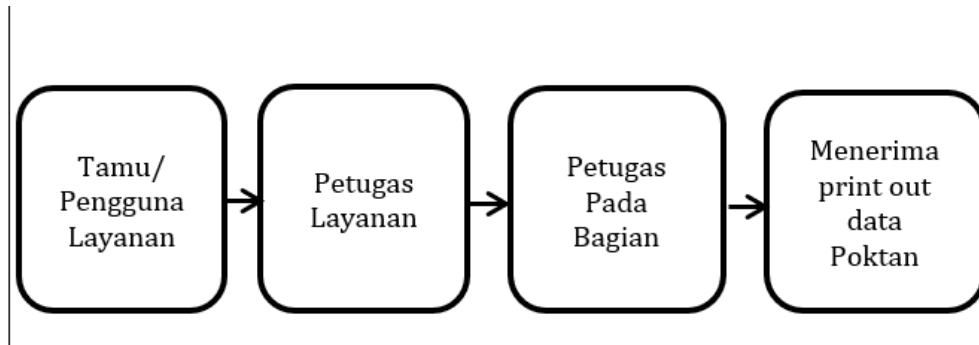 Tamu/
Pengguna
Layanan
Petugas
Layanan
Petugas
Pada
Bagian
Menerima
print out
data
Poktan